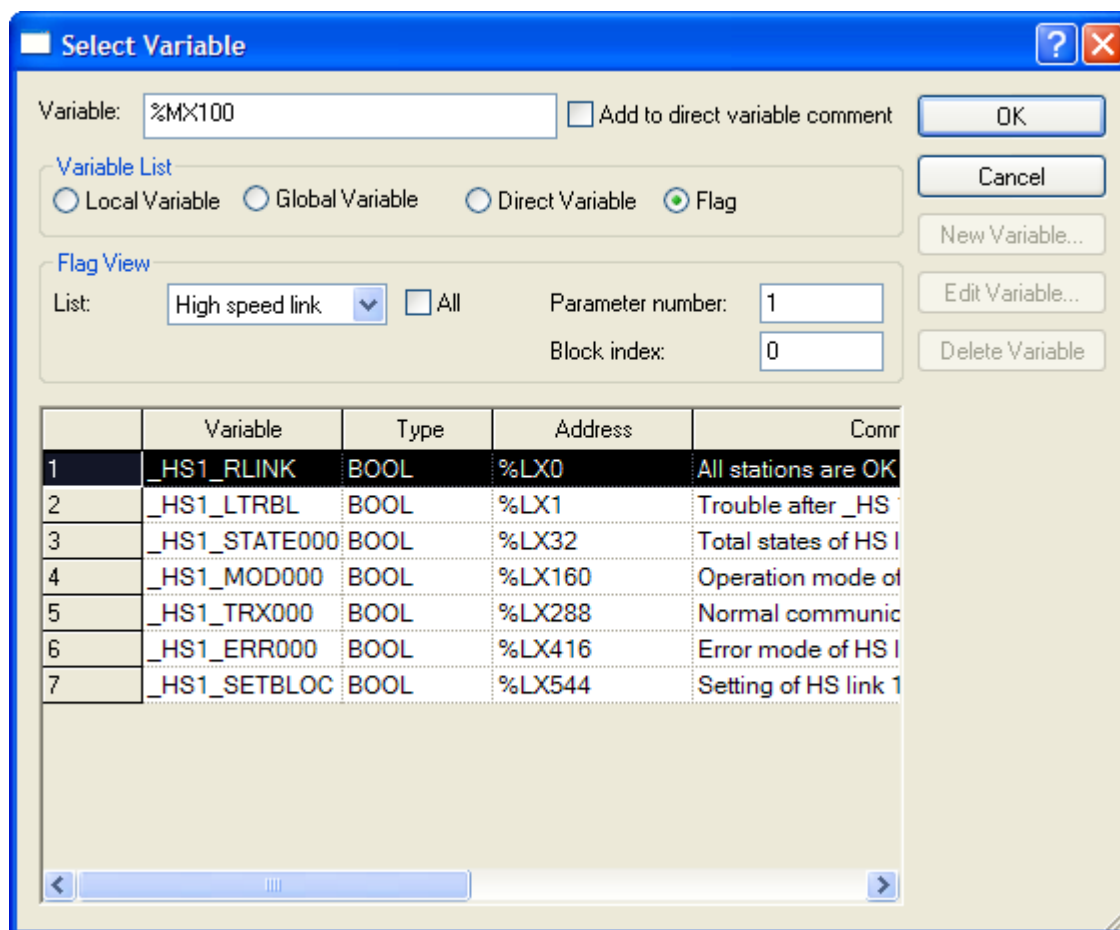 Select Variable
Variable: %MX100 Add to direct variable comment OK
Variable List
Local Variable Global Variable Direct Variable Flag Cancel
New Variable...
Flag View
List: High speed link All Parameter number: 1 Edit Variable...
Block index: 0 Delete Variable
Variable Type Address Comm
1 _HS1_RLINK BOOL %LX0 All stations are OK
2 _HS1_LTRBL BOOL %LX1 Trouble after _HS
3 _HS1_STATE000 BOOL %LX32 Total states of HS l
4 _HS1_MOD000 BOOL %LX160 Operation mode of
5 _HS1_TRX000 BOOL %LX288 Normal communic
6 _HS1_ERR000 BOOL %LX416 Error mode of HS l
7 _HS1_SETBLOC BOOL %LX544 Setting of HS link 1